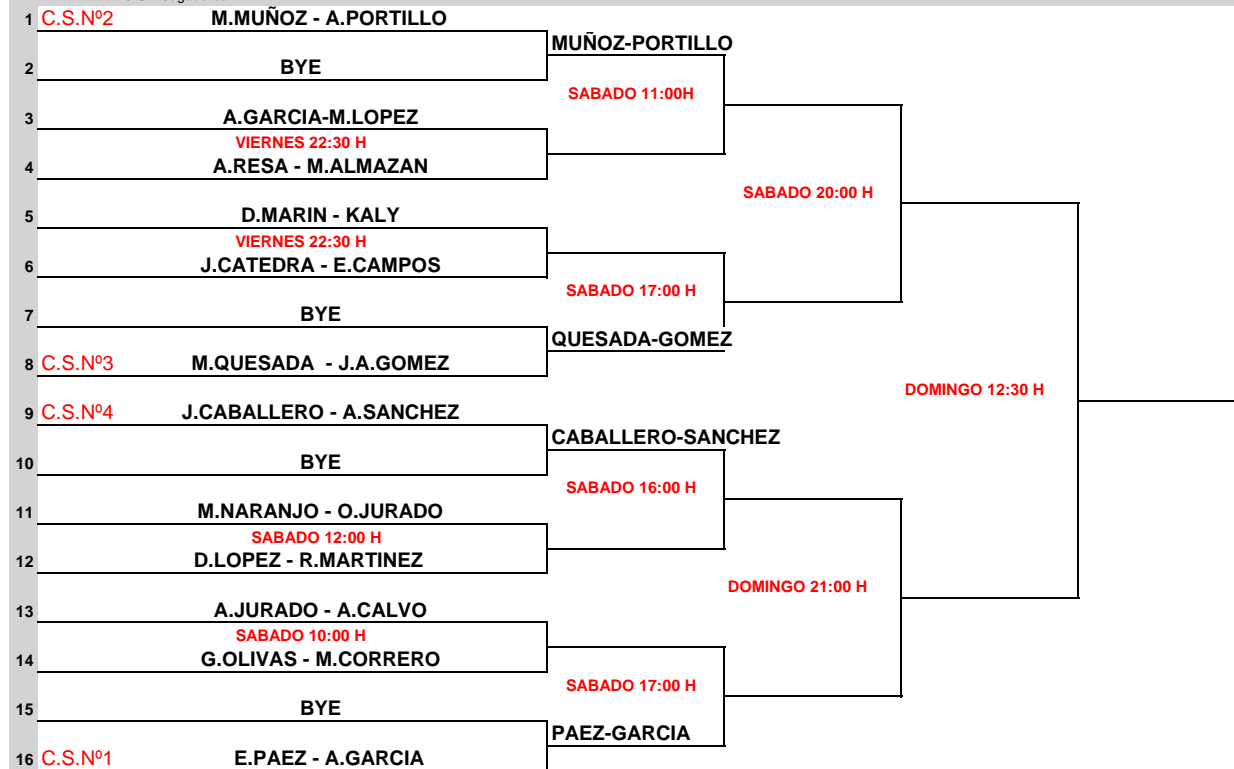 1 C.S.Nº2 M.MUÑOZ - A.PORTILLO
MUÑOZ-PORTILLO
2 BYE
SABADO 11:00H
3 A.GARCIA-M.LOPEZ
VIERNES 22:30 H
4 A.RESA - M.ALMAZAN
SABADO 20:00 H
5 D.MARIN - KALY
VIERNES 22:30 H
6 J.CATEDRA - E.CAMPOS
SABADO 17:00 H
7 BYE
QUESADA-GOMEZ
8 C.S.Nº3 M.QUESADA - J.A.GOMEZ
DOMINGO 12:30 H
9 C.S.Nº4 J.CABALLERO - A.SANCHEZ
CABALLERO-SANCHEZ
10 BYE
SABADO 16:00 H
11 M.NARANJO - O.JURADO
SABADO 12:00 H
12 D.LOPEZ - R.MARTINEZ
DOMINGO 21:00 H
13 A.JURADO - A.CALVO
SABADO 10:00 H
14 G.OLIVAS - M.CORRERO
SABADO 17:00 H
15 BYE
PAEZ-GARCIA
16 C.S.Nº1 E.PAEZ - A.GARCIA